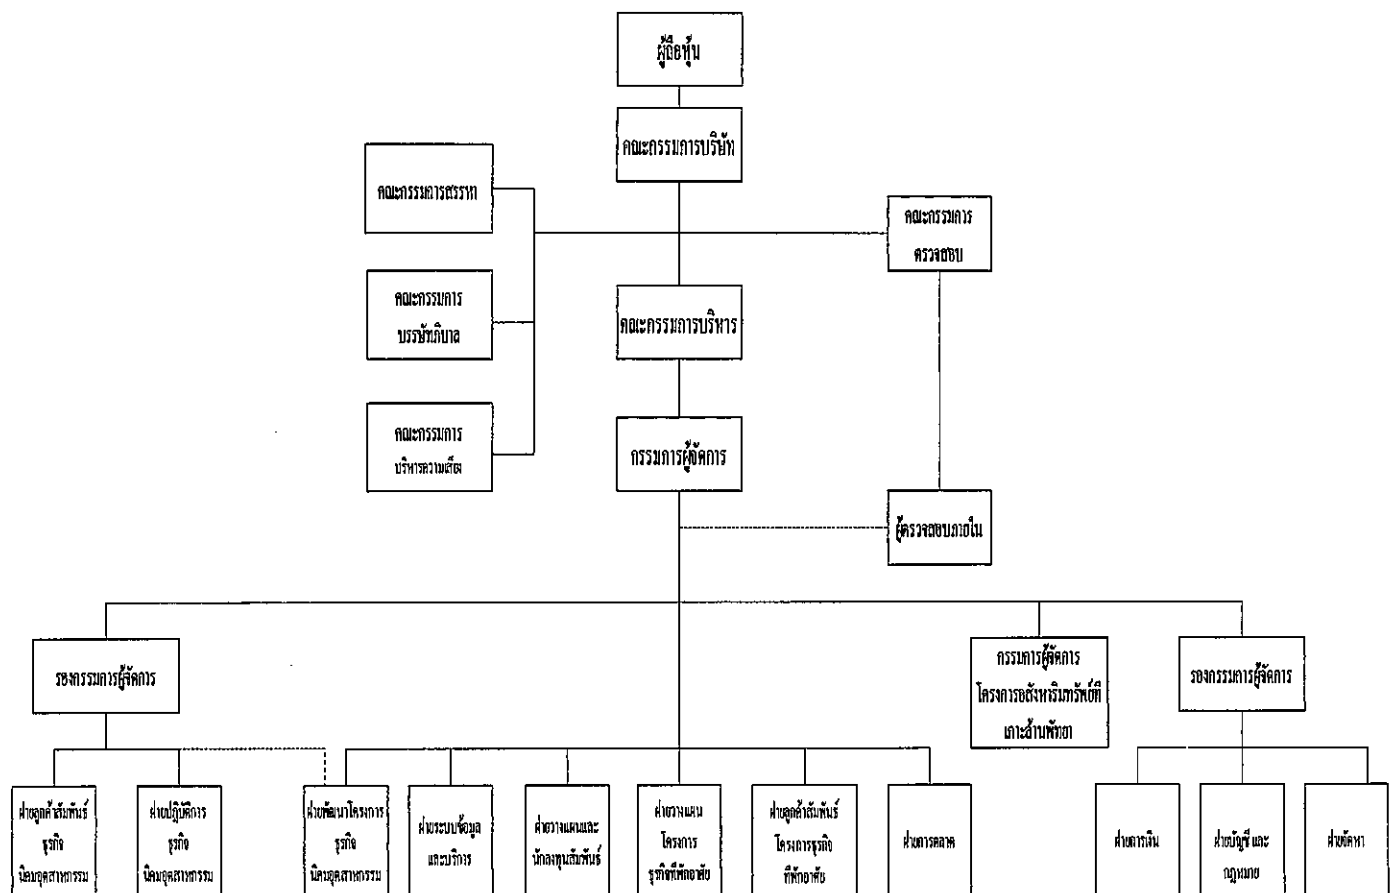 ผู้ถือหุ้น
คณะกรรมการบริษัท
คณะกรรมการสรรหา
คณะกรรมการ
ตรวจสอบ
คณะกรรมการ
บรรษัทภิบาล
คณะกรรมการบริหาร
คณะกรรมการ
บริหารความเสี่ยง
กรรมการผู้จัดการ
ผู้ตรวจสอบภายใน
รองกรรมการผู้จัดการ
กรรมการผู้จัดการ
โครงการอสังหาริมทรัพย์ที่
เกาะล้านพัทยา
รองกรรมการผู้จัดการ
ฝ่ายลูกค้าสัมพันธ์
ธุรกิจ
นิคมอุตสาหกรรม
ฝ่ายปฏิบัติการ
ธุรกิจ
นิคมอุตสาหกรรม
ฝ่ายพัฒนาโครงการ
ธุรกิจ
นิคมอุตสาหกรรม
ฝ่ายระบบข้อมูล
และบริการ
ฝ่ายวางแผนและ
นักลงทุนสัมพันธ์
ฝ่ายวางแผน
โครงการ
ธุรกิจที่พักอาศัย
ฝ่ายลูกค้าสัมพันธ์
โครงการธุรกิจ
ที่พักอาศัย
ฝ่ายการตลาด
ฝ่ายการเงิน
ฝ่ายบัญชี และ
กฎหมาย
ฝ่ายจัดหา